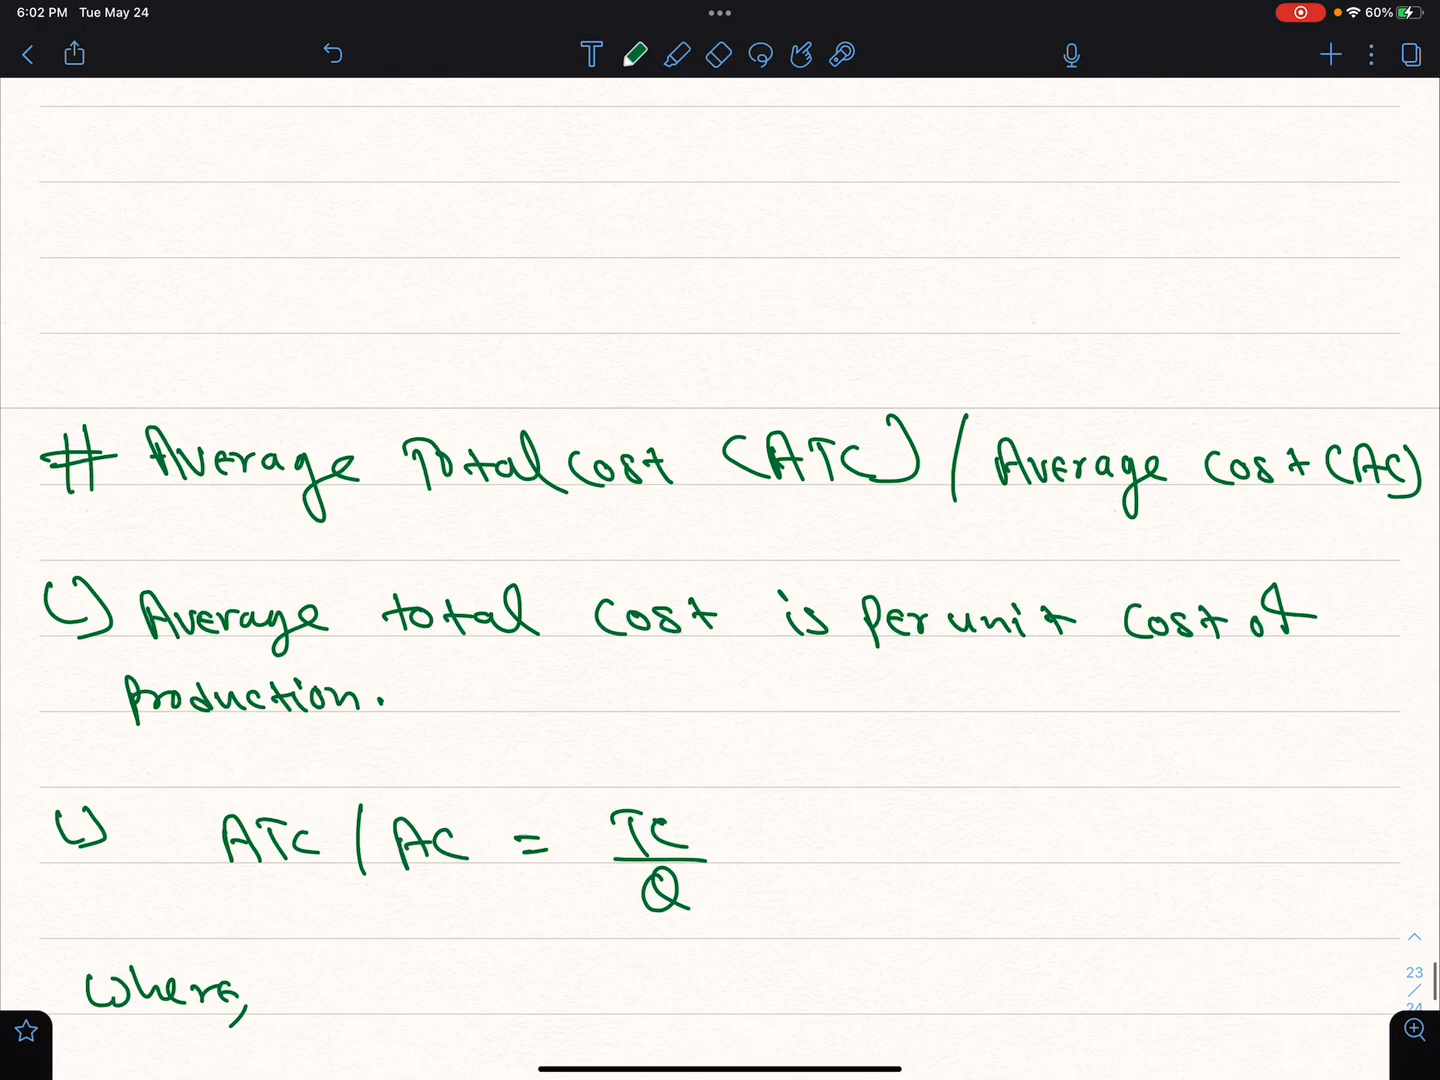 6:02 PM Tue May 24
60%
T
# Average Total cost (ATC) / Average cost (AC)
Average total cost is per unit cost of
production.
ATC / AC = TC
Q
where,
23
/
24